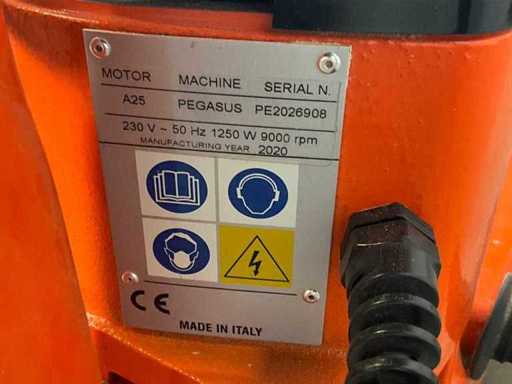 MOTOR MACHINE SERIAL N.
A25 PEGASUS PE2026908
230 V ~ 50 Hz 1250 W 9000 rpm
MANUFACTURING YEAR 2020
CE
MADE IN ITALY